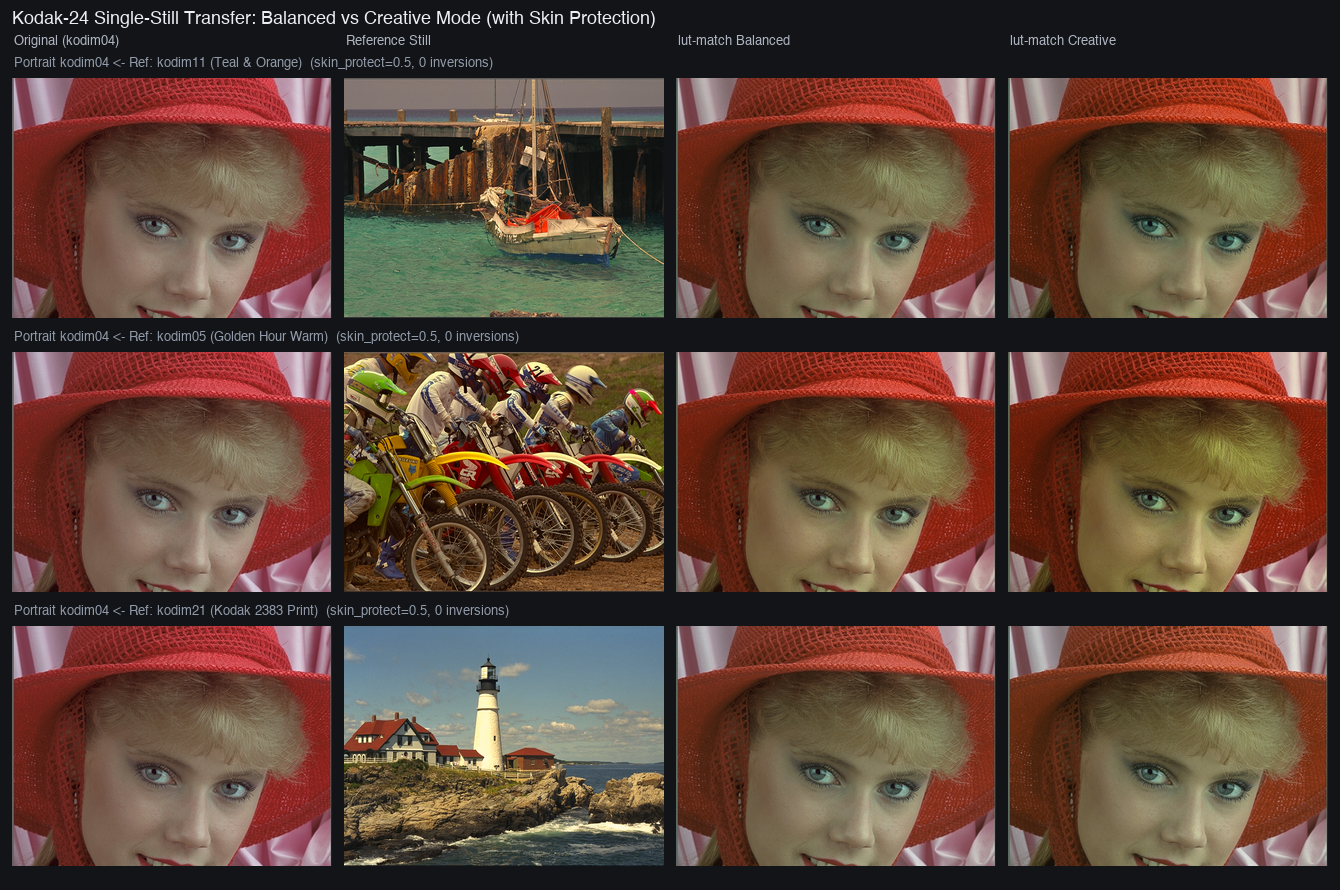 Kodak-24 Single-Still Transfer: Balanced vs Creative Mode (with Skin Protection)
Original (kodim04) Reference Still lut-match Balanced lut-match Creative
Portrait kodim04 <- Ref: kodim11 (Teal & Orange) (skin_protect=0.5, 0 inversions)
Portrait kodim04 <- Ref: kodim05 (Golden Hour Warm) (skin_protect=0.5, 0 inversions)
Portrait kodim04 <- Ref: kodim21 (Kodak 2383 Print) (skin_protect=0.5, 0 inversions)